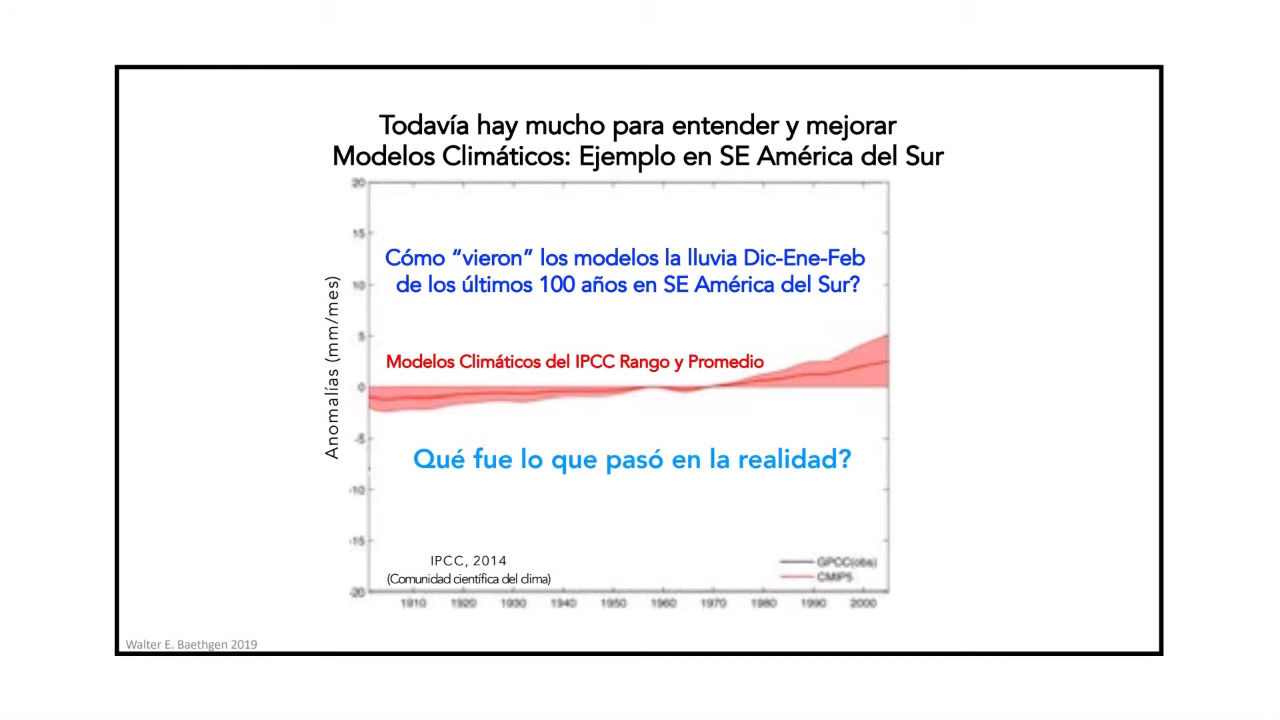 Todavía hay mucho para entender y mejorar
Modelos Climáticos: Ejemplo en SE América del Sur
20
15
10
5
0
-5
-10
-15
-20
Anomalías (mm/mes)
Cómo “vieron” los modelos la lluvia Dic-Ene-Feb
de los últimos 100 años en SE América del Sur?
Modelos Climáticos del IPCC Rango y Promedio
Qué fue lo que pasó en la realidad?
IPCC, 2014
(Comunidad científica del clima)
GPCC(obs)
CMIP5
1910 1920 1930 1940 1950 1960 1970 1980 1990 2000
Walter E. Baethgen 2019